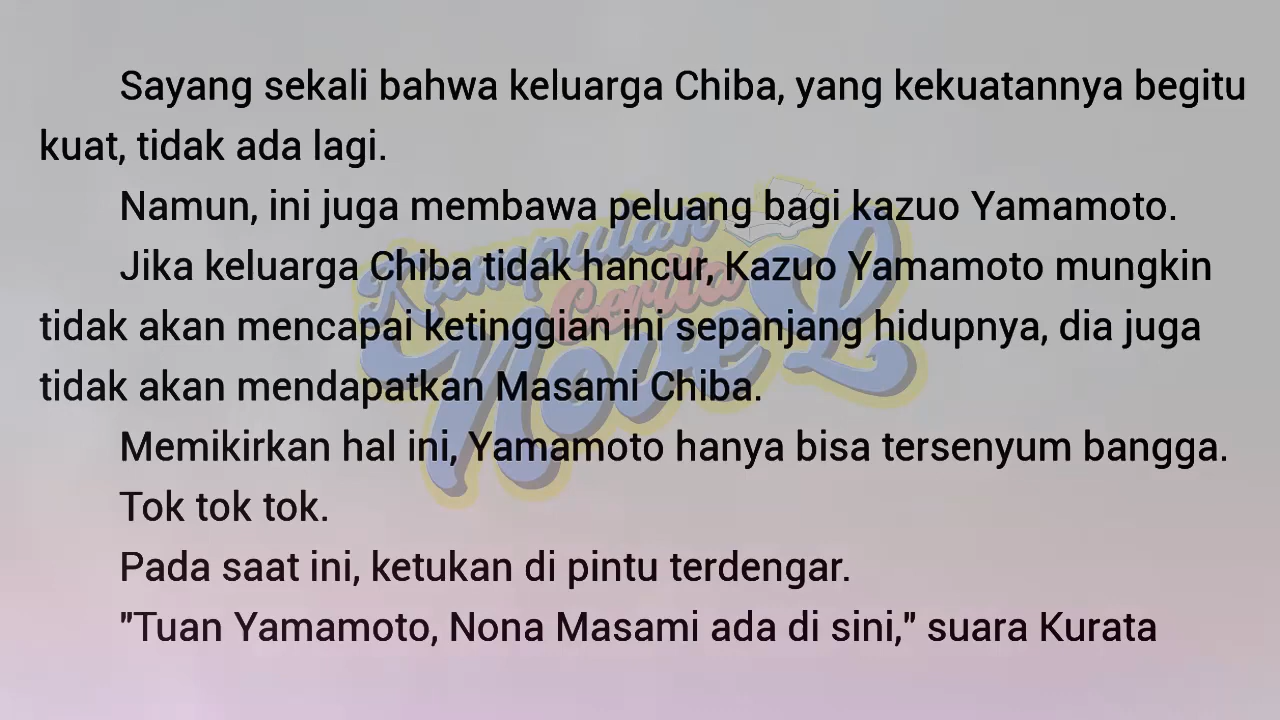 Sayang sekali bahwa keluarga Chiba, yang kekuatannya begitu
kuat, tidak ada lagi.
Namun, ini juga membawa peluang bagi kazuo Yamamoto.
Jika keluarga Chiba tidak hancur, Kazuo Yamamoto mungkin
tidak akan mencapai ketinggian ini sepanjang hidupnya, dia juga
tidak akan mendapatkan Masami Chiba.
Memikirkan hal ini, Yamamoto hanya bisa tersenyum bangga.
Tok tok tok.
Pada saat ini, ketukan di pintu terdengar.
"Tuan Yamamoto, Nona Masami ada di sini," suara Kurata
Kumpulan
Cerita
Novel